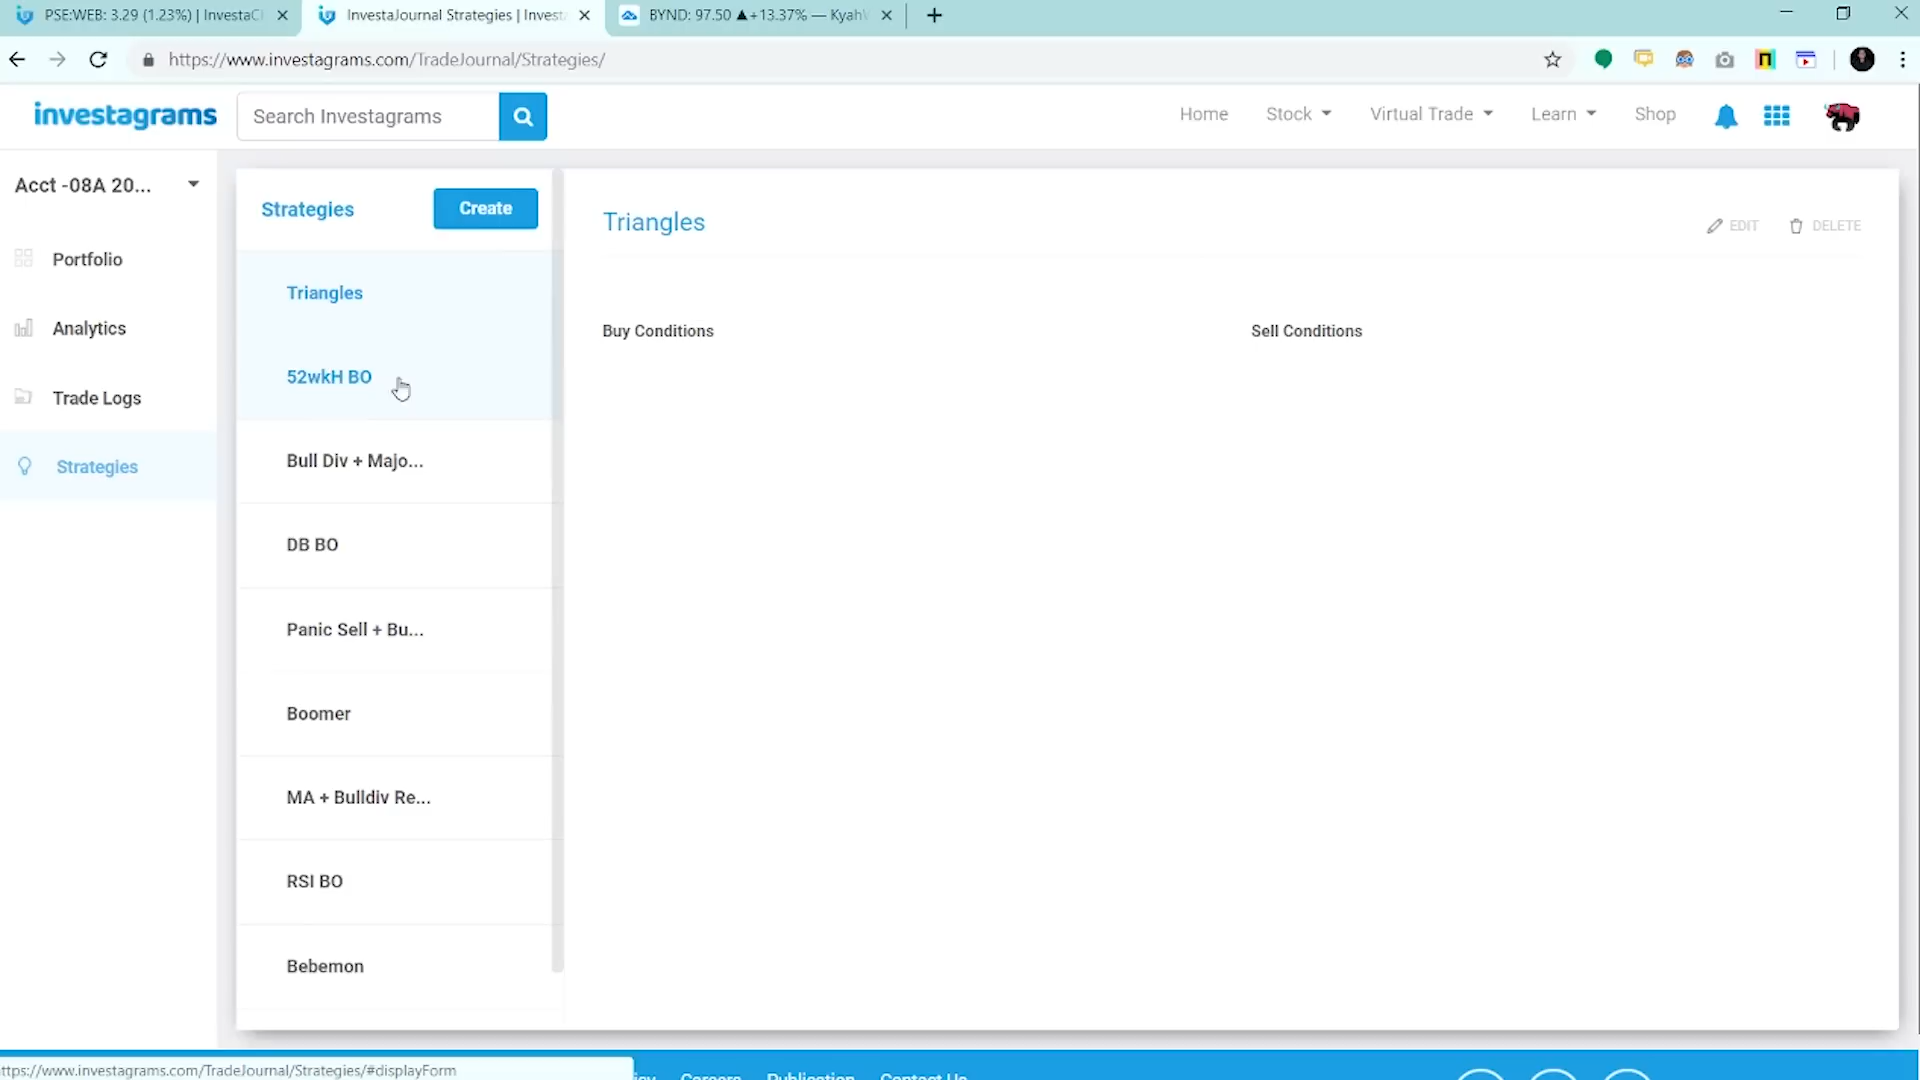 PSE:WEB: 3.29 (1.23%) | InvestaC
InvestaJournal Strategies | Invest
BYND: 97.50 ▲+13.37% — Kyah
https://www.investagrams.com/TradeJournal/Strategies/
investagrams
Search Investagrams
Home
Stock
Virtual Trade
Learn
Shop
Acct -08A 20...
Portfolio
Analytics
Trade Logs
Strategies
Strategies
Create
Triangles
52wkH BO
Bull Div + Majo...
DB BO
Panic Sell + Bu...
Boomer
MA + Bulldiv Re...
RSI BO
Bebemon
Triangles
EDIT
DELETE
Buy Conditions
Sell Conditions
ttps://www.investagrams.com/TradeJournal/Strategies/#displayForm
Careers
Publication
Contact Us